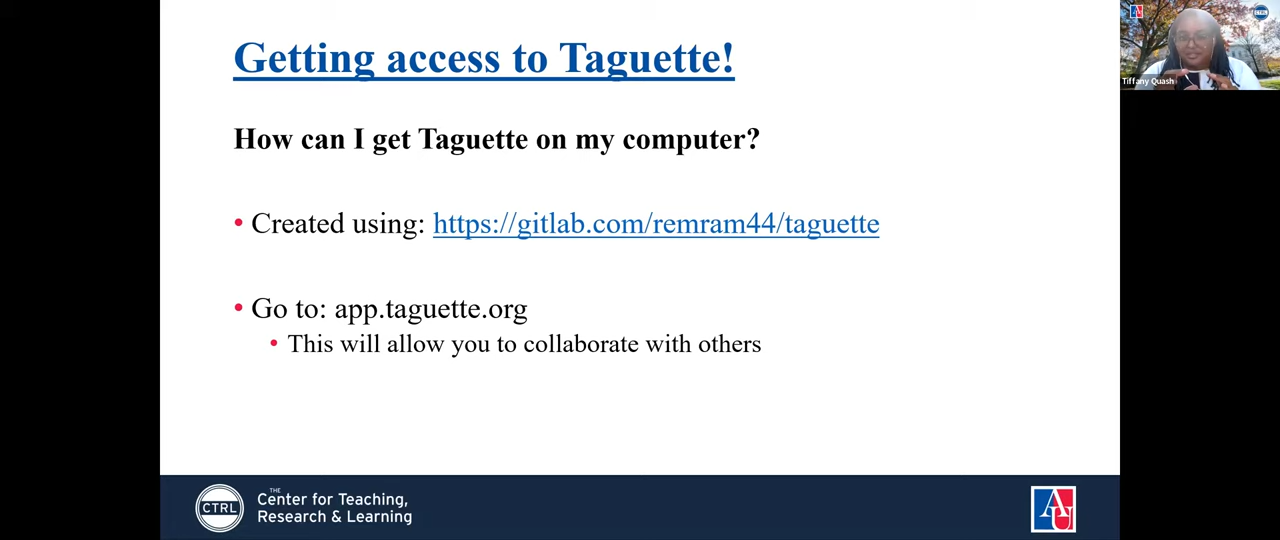 Getting access to Taguette!
CTRL
Tiffany Quash
How can I get Taguette on my computer?
• Created using: https://gitlab.com/remram44/taguette
• Go to: app.taguette.org
• This will allow you to collaborate with others
CTRL
THE
Center for Teaching,
Research & Learning
AU